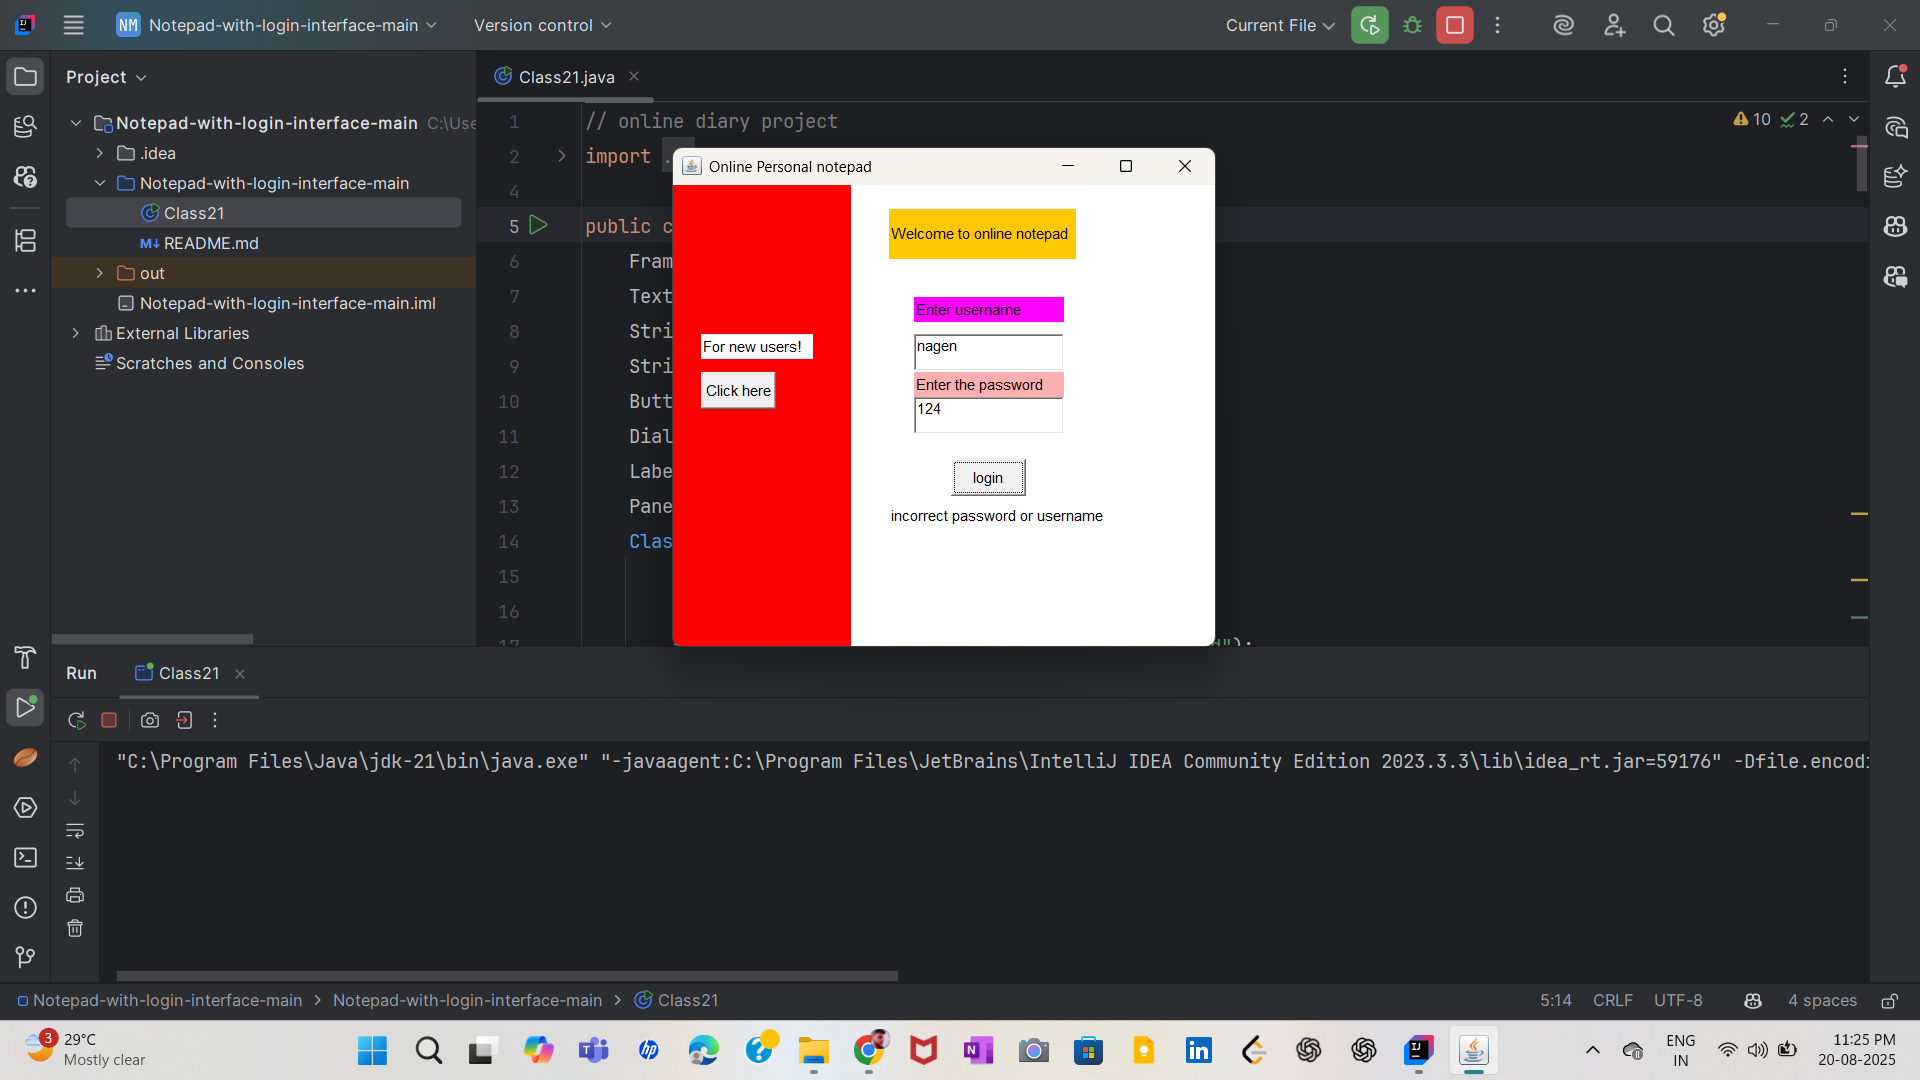 NM Notepad-with-login-interface-main Version control Current File
Project
Class21.java
Notepad-with-login-interface-main C:\Use
.idea
Notepad-with-login-interface-main
Class21
M↓ README.md
out
Notepad-with-login-interface-main.iml
External Libraries
Scratches and Consoles
10 2
1 // online diary project
2 import .
4
5 public c
6 Fram
7 Text
8 Stri
9 Stri
10 Butt
11 Dial
12 Labe
13 Pane
14 Clas
15
16
17 d");
Online Personal notepad
Welcome to online notepad
Enter username
nagen
Enter the password
124
login
incorrect password or username
For new users!
Click here
Run Class21
"C:\Program Files\Java\jdk-21\bin\java.exe" "-javaagent:C:\Program Files\JetBrains\IntelliJ IDEA Community Edition 2023.3.3\lib\idea_rt.jar=59176" -Dfile.encodi
Notepad-with-login-interface-main > Notepad-with-login-interface-main > Class21
5:14 CRLF UTF-8 4 spaces
3
29°C
Mostly clear
ENG
IN
11:25 PM
20-08-2025